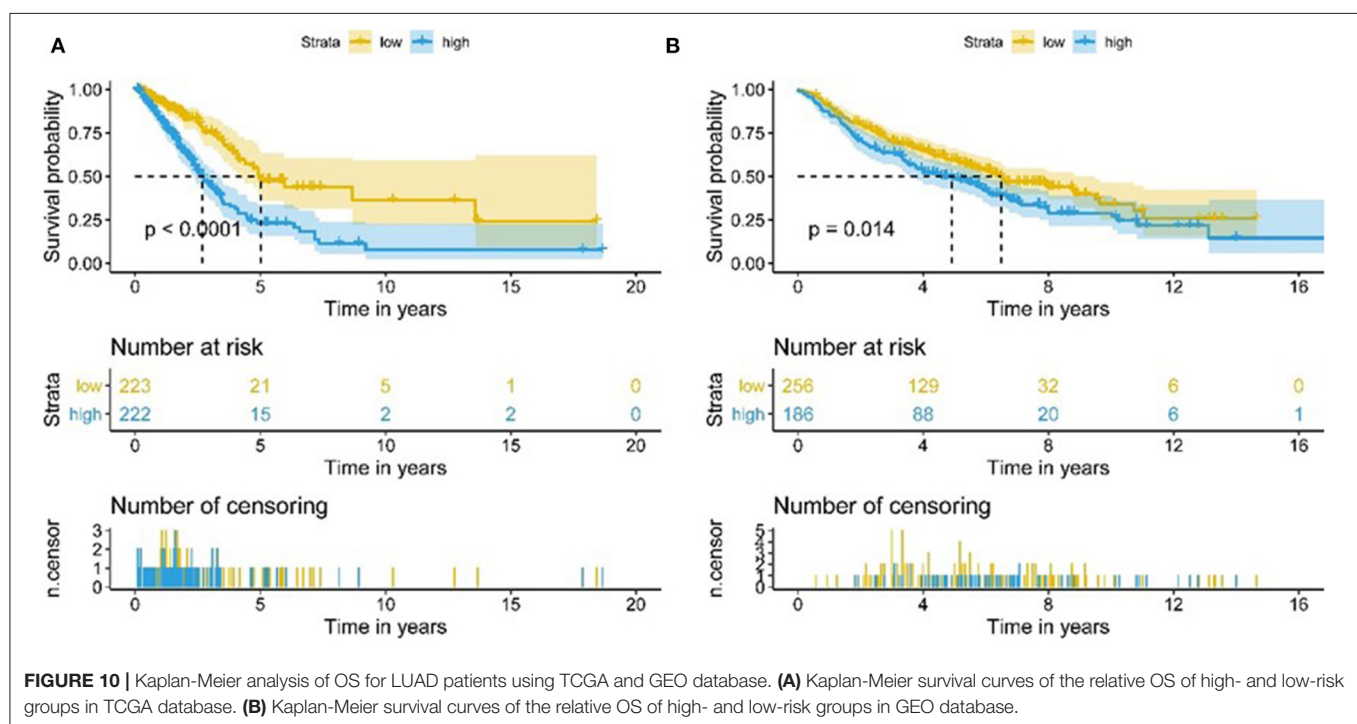 A
Strata low high
Survival probability
1.00
0.75
0.50
0.25
0.00
p < 0.0001
0 5 10 15 20
Time in years
Number at risk
Strata
low 223 21 5 1 0
high 222 15 2 2 0
0 5 10 15 20
Time in years
Number of censoring
n.censor
3
2
1
0
0 5 10 15 20
Time in years
B
Strata low high
Survival probability
1.00
0.75
0.50
0.25
0.00
p = 0.014
0 4 8 12 16
Time in years
Number at risk
Strata
low 256 129 32 6 0
high 186 88 20 6 1
0 4 8 12 16
Time in years
Number of censoring
n.censor
5
4
3
2
1
0
0 4 8 12 16
Time in years
FIGURE 10 | Kaplan-Meier analysis of OS for LUAD patients using TCGA and GEO database. (A) Kaplan-Meier survival curves of the relative OS of high- and low-risk
groups in TCGA database. (B) Kaplan-Meier survival curves of the relative OS of high- and low-risk groups in GEO database.